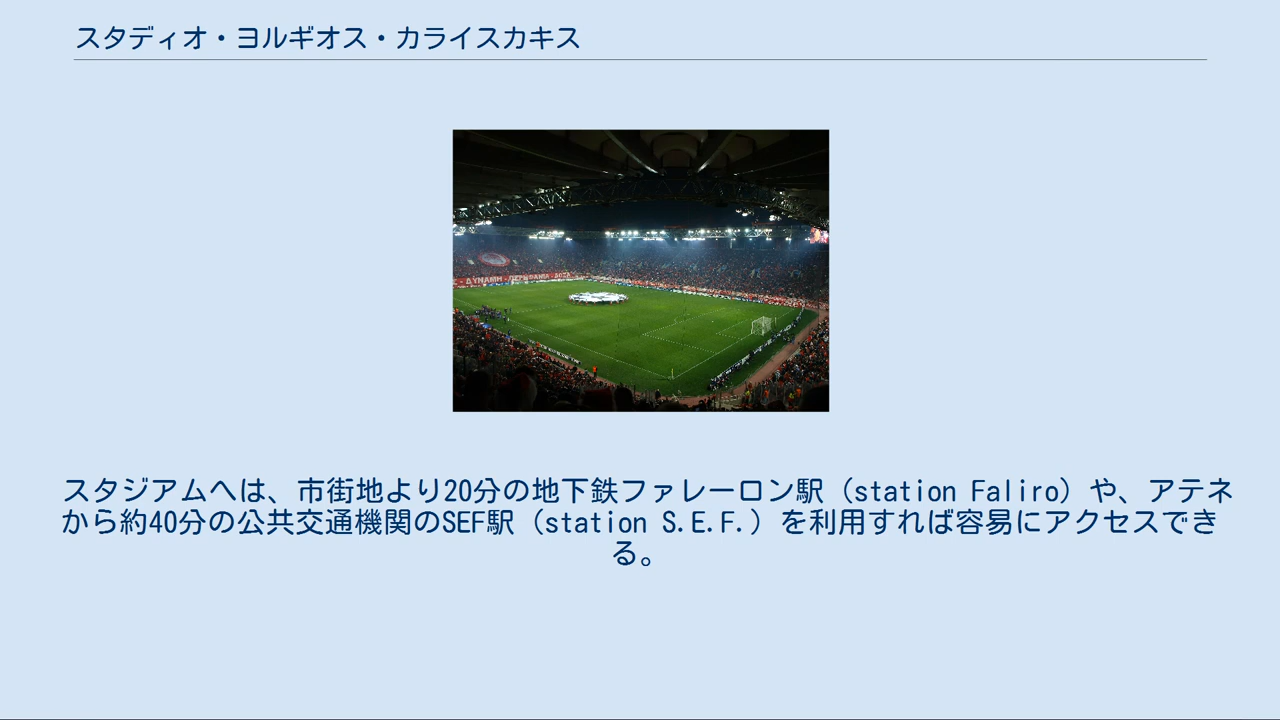 スタディオ・ヨルギオス・カライスカキス
スタジアムへは、市街地より20分の地下鉄ファレーロン駅（station Faliro）や、アテネ
から約40分の公共交通機関のSEF駅（station S.E.F.）を利用すれば容易にアクセスでき
る。